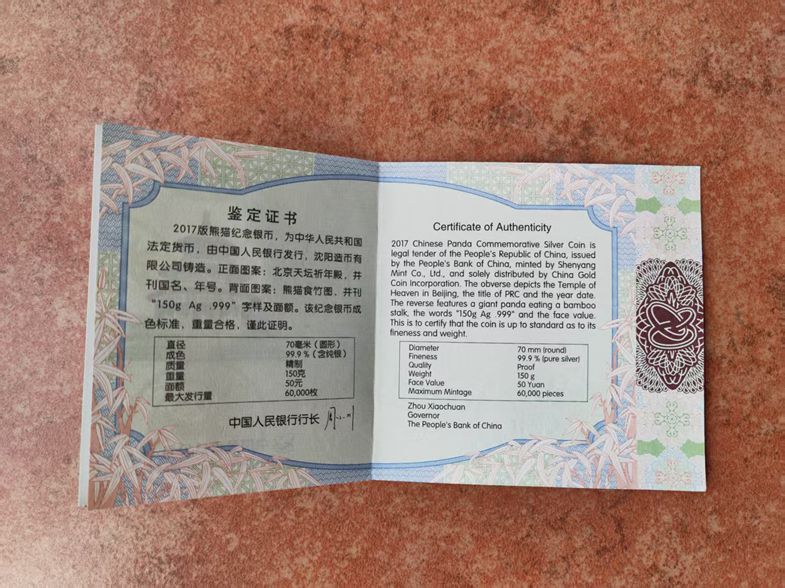 鉴定证书
2017版熊猫纪念银币，为中华人民共和国
法定货币，由中国人民银行发行，沈阳造币有
限公司铸造。正面图案：北京天坛祈年殿，并
刊国名、年号。背面图案：熊猫食竹图，并刊
“150g Ag .999”字样及面额。该纪念银币成
色标准，重量合格，谨此证明。
直径 70毫米（圆形）
成色 99.9％（含纯银）
质量 精制
重量 150克
面额 50元
最大发行量 60,000枚
中国人民银行行长
Certificate of Authenticity
2017 Chinese Panda Commemorative Silver Coin is
legal tender of the People's Republic of China, issued
by the People's Bank of China, minted by Shenyang
Mint Co., Ltd., and solely distributed by China Gold
Coin Incorporation. The obverse depicts the Temple of
Heaven in Beijing, the title of PRC and the year date.
The reverse features a giant panda eating a bamboo
stalk, the words "150g Ag .999" and the face value.
This is to certify that the coin is up to standard as to its
fineness and weight.
Diameter 70 mm (round)
Fineness 99.9 % (pure silver)
Quality Proof
Weight 150 g
Face Value 50 Yuan
Maximum Mintage 60,000 pieces
Zhou Xiaochuan
Governor
The People's Bank of China